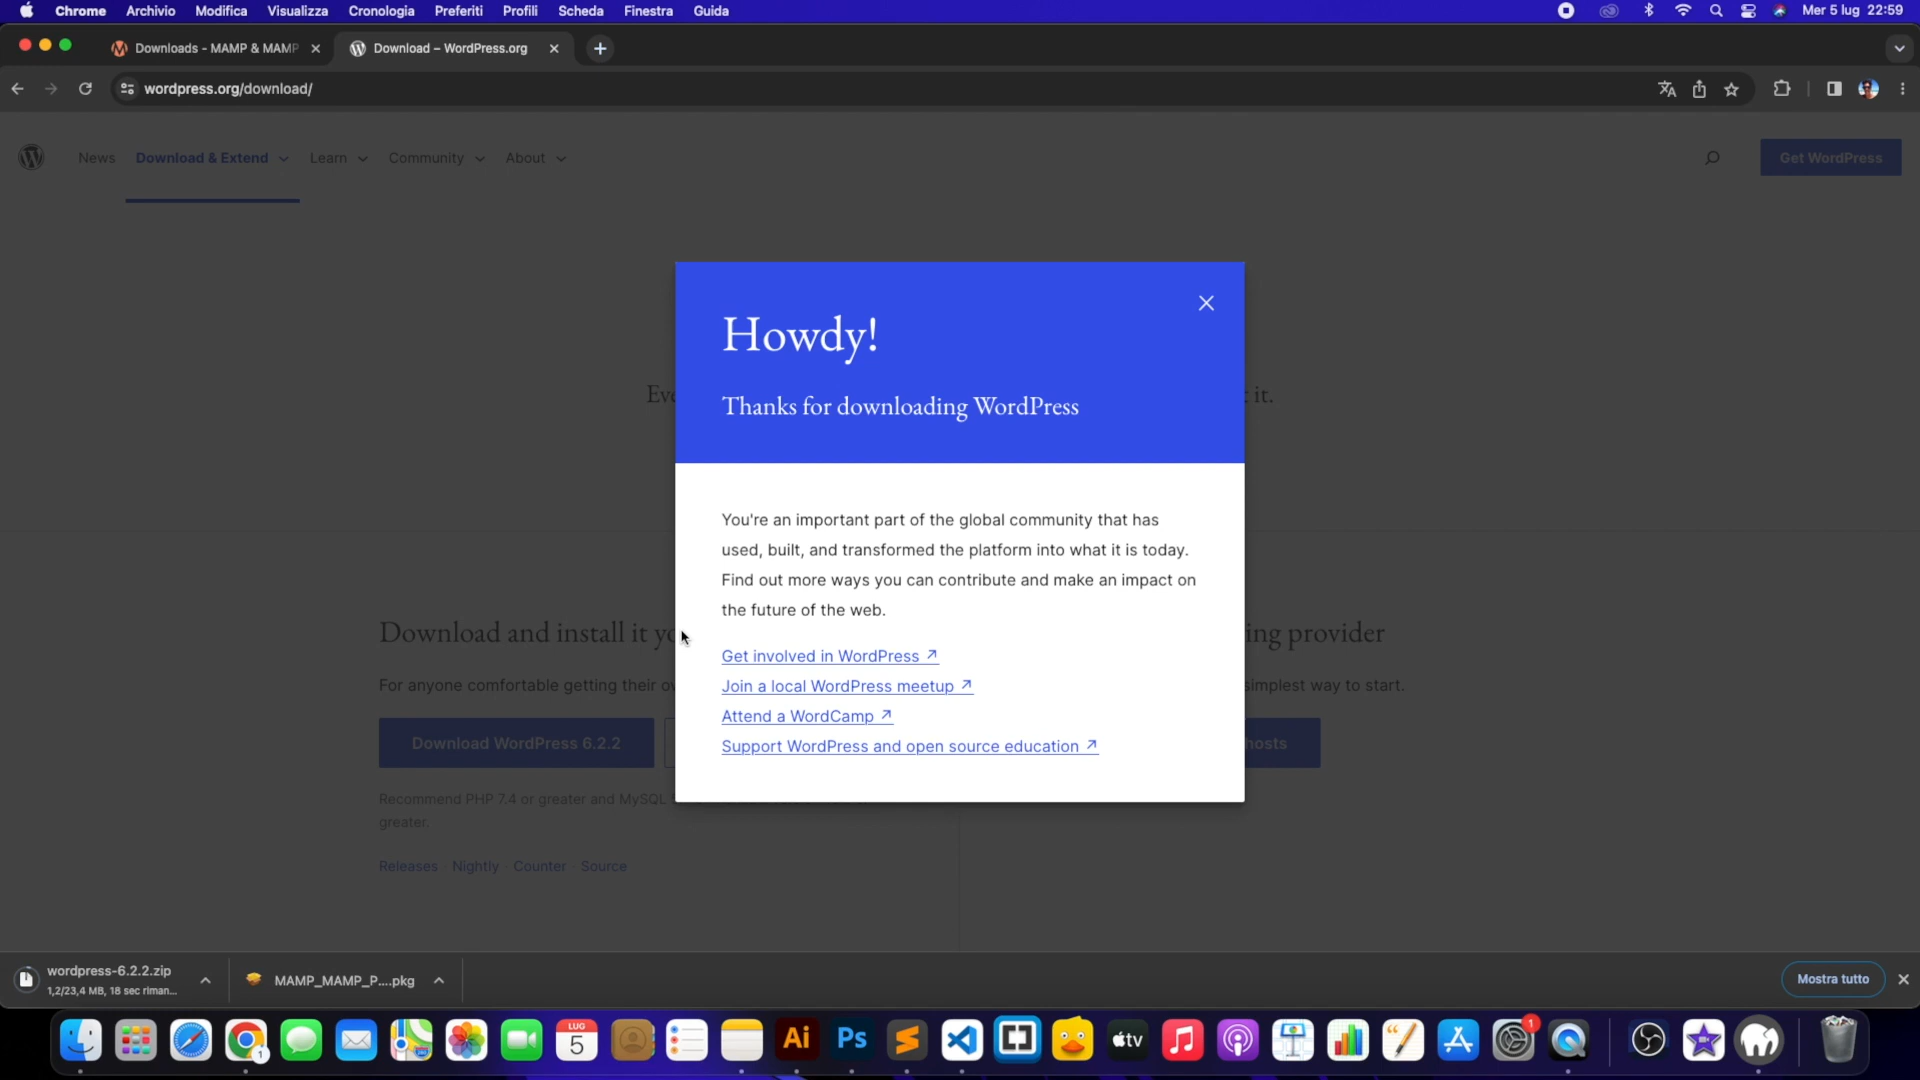 Chrome Archivio Modifica Visualizza Cronologia Preferiti Profili Scheda Finestra Guida Mer 5 lug 22:59
Downloads - MAMP & MAMP
Download – WordPress.org
wordpress.org/download/
News Download & Extend Learn Community About Get WordPress
Howdy!
it.
Thanks for downloading WordPress
You're an important part of the global community that has
used, built, and transformed the platform into what it is today.
Find out more ways you can contribute and make an impact on
the future of the web.
Download and install it
ing provider
Get involved in WordPress ↗
For anyone comfortable getting their
simplest way to start.
Join a local WordPress meetup ↗
Attend a WordCamp ↗
Download WordPress 6.2.2
hosts
Support WordPress and open source education ↗
Recommend PHP 7.4 or greater and MySQL
greater.
Releases Nightly Counter Source
wordpress-6.2.2.zip
1,2/23,4 MB, 18 sec riman...
MAMP_MAMP_P....pkg
Mostra tutto
1
LUG
5
Ai
Ps
tv
1